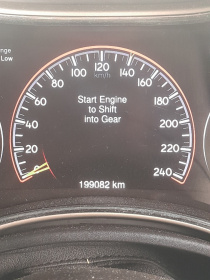 nge
Low
100 120 140
km/h
80 160
60 180
40 200
20 220
0 240
Start Engine
to Shift
into Gear
199082 km